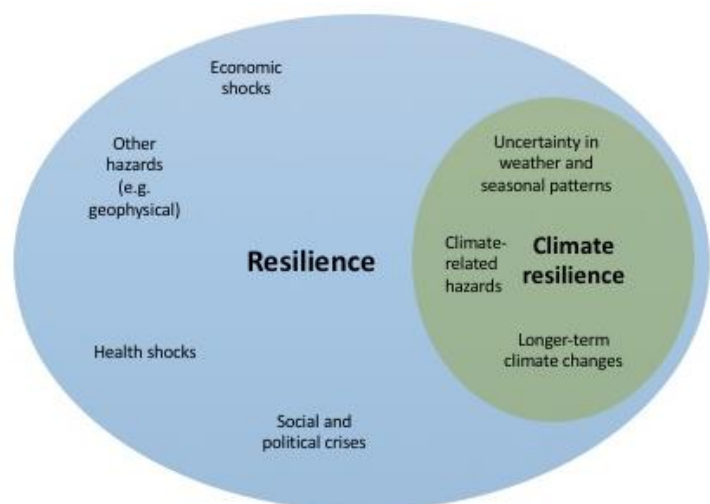 Economic
shocks
Other
hazards
(e.g.
geophysical)
Uncertainty in
weather and
seasonal patterns
Resilience
Climate-
related
hazards
Climate
resilience
Health shocks
Longer-term
climate changes
Social and
political crises